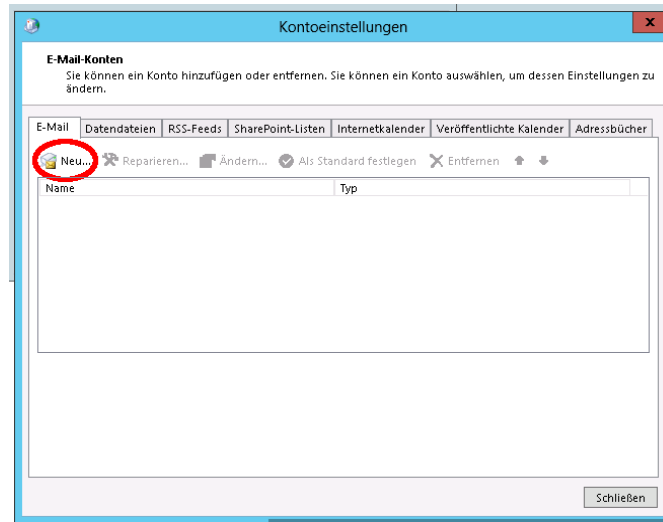 Kontoeinstellungen
x
E-Mail-Konten
Sie können ein Konto hinzufügen oder entfernen. Sie können ein Konto auswählen, um dessen Einstellungen zu
ändern.
E-Mail Datendateien RSS-Feeds SharePoint-Listen Internetkalender Veröffentlichte Kalender Adressbücher
Neu... Reparieren... Ändern... Als Standard festlegen Entfernen
Name Typ
Schließen